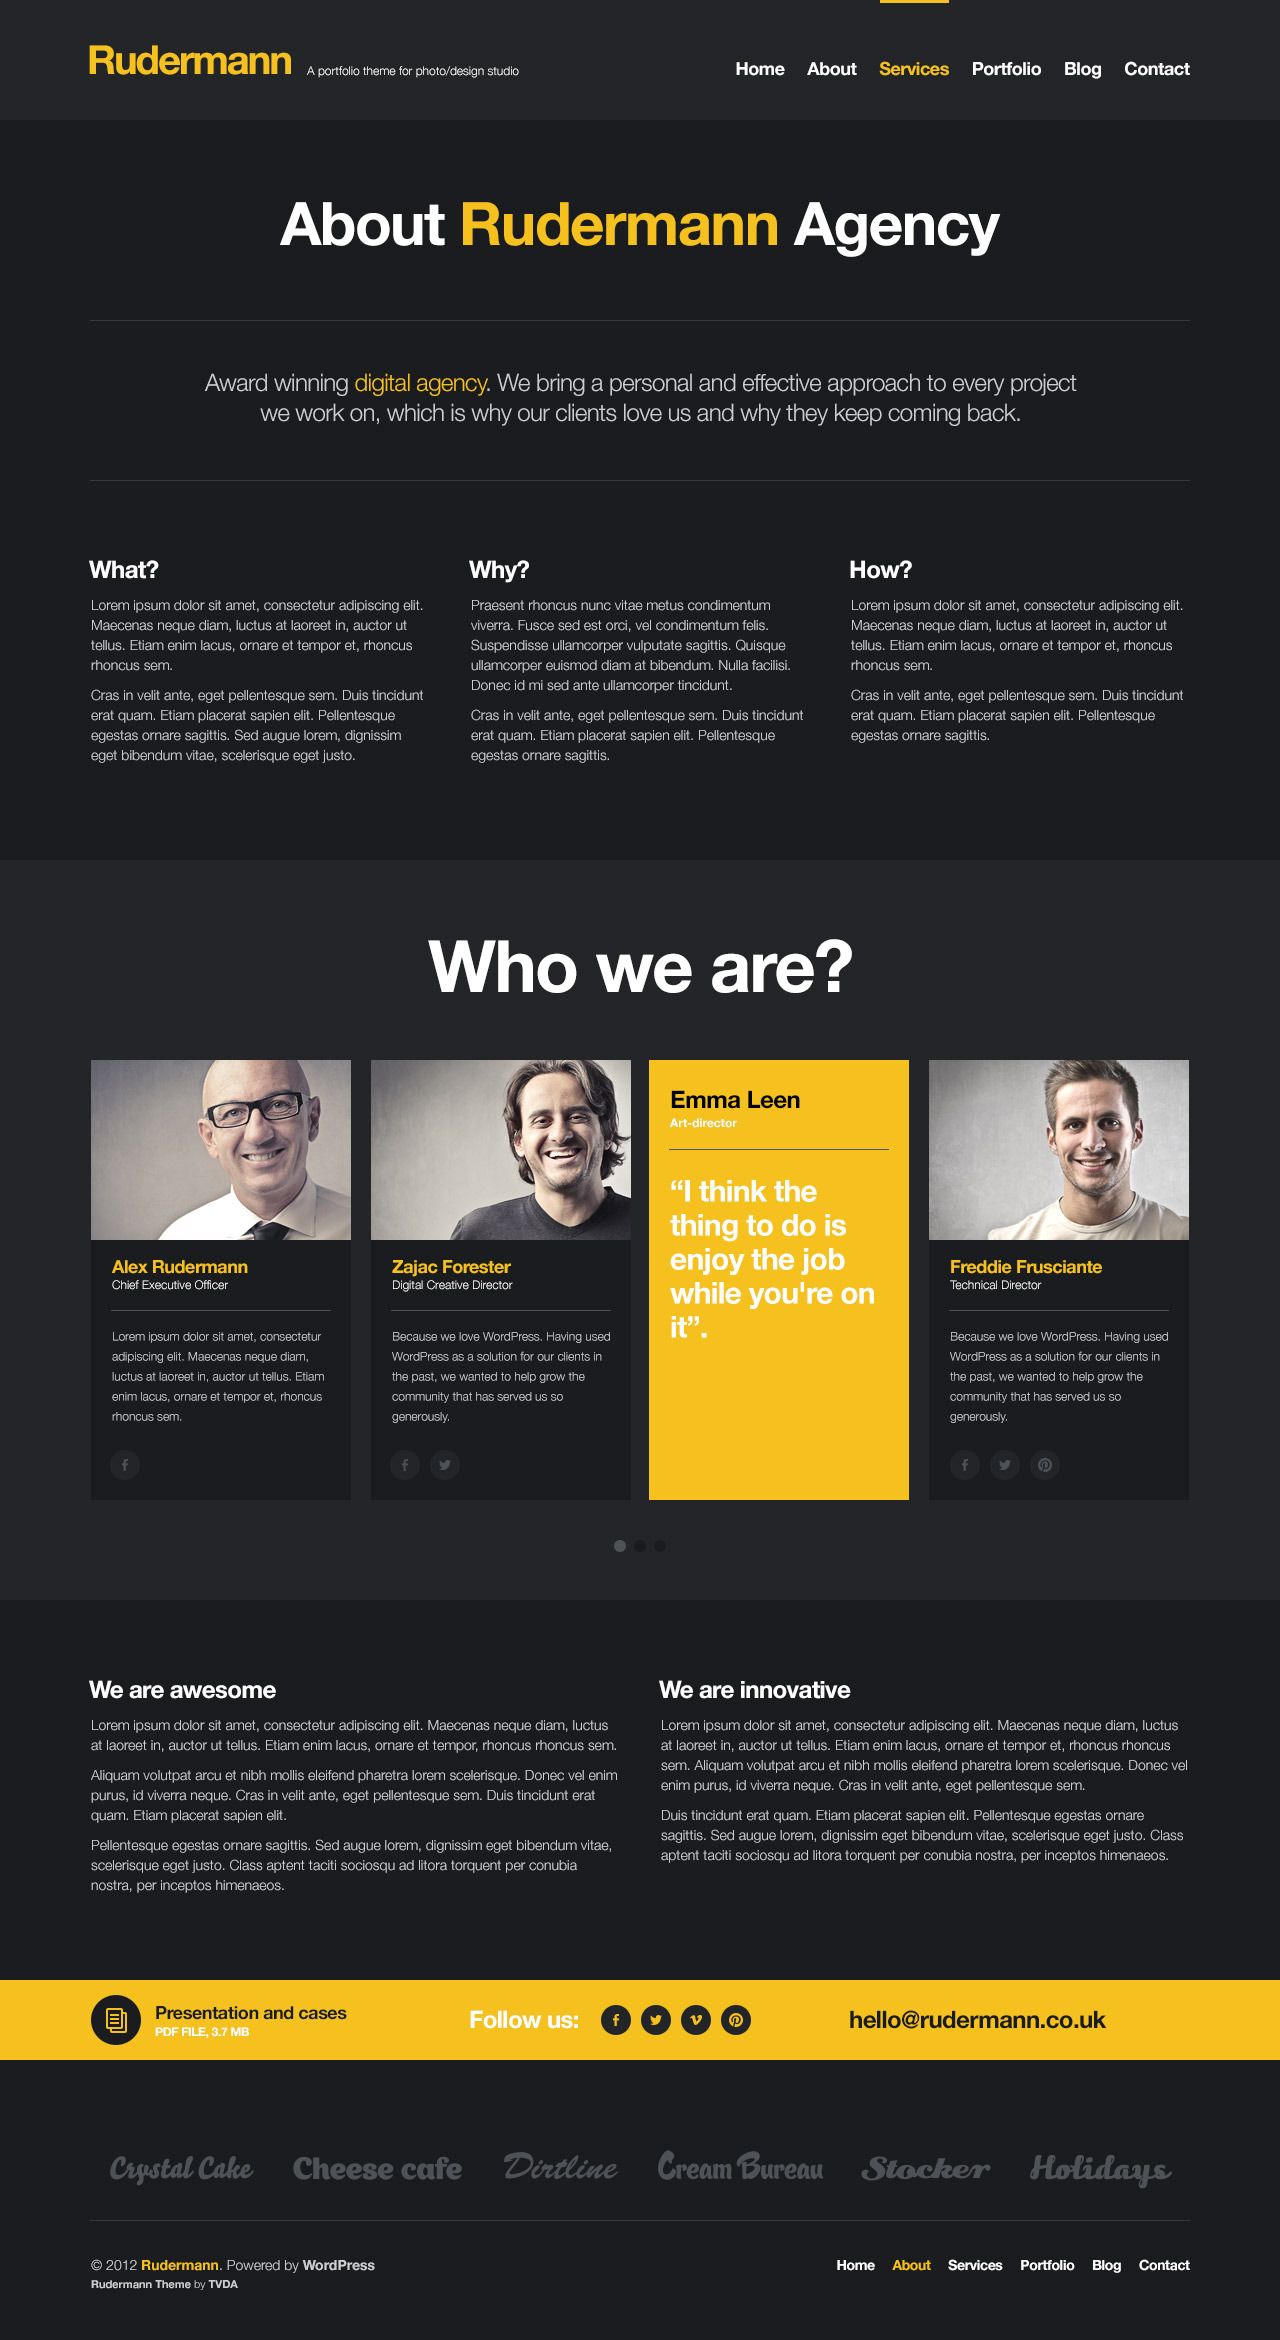 Rudermann A portfolio theme for photo/design studio
Home About Services Portfolio Blog Contact
About Rudermann Agency
Award winning digital agency. We bring a personal and effective approach to every project
we work on, which is why our clients love us and why they keep coming back.
What?
Lorem ipsum dolor sit amet, consectetur adipiscing elit.
Maecenas neque diam, luctus at laoreet in, auctor ut
tellus. Etiam enim lacus, ornare et tempor et, rhoncus
rhoncus sem.
Cras in velit ante, eget pellentesque sem. Duis tincidunt
erat quam. Etiam placerat sapien elit. Pellentesque
egestas ornare sagittis. Sed augue lorem, dignissim
eget bibendum vitae, scelerisque eget justo.
Why?
Praesent rhoncus nunc vitae metus condimentum
viverra. Fusce sed est orci, vel condimentum felis.
Suspendisse ullamcorper vulputate sagittis. Quisque
ullamcorper euismod diam at bibendum. Nulla facilisi.
Donec id mi sed ante ullamcorper tincidunt.
Cras in velit ante, eget pellentesque sem. Duis tincidunt
erat quam. Etiam placerat sapien elit. Pellentesque
egestas ornare sagittis.
How?
Lorem ipsum dolor sit amet, consectetur adipiscing elit.
Maecenas neque diam, luctus at laoreet in, auctor ut
tellus. Etiam enim lacus, ornare et tempor et, rhoncus
rhoncus sem.
Cras in velit ante, eget pellentesque sem. Duis tincidunt
erat quam. Etiam placerat sapien elit. Pellentesque
egestas ornare sagittis.
Who we are?
Alex Rudermann
Chief Executive Officer
Lorem ipsum dolor sit amet, consectetur
adipiscing elit. Maecenas neque diam,
luctus at laoreet in, auctor ut tellus. Etiam
enim lacus, ornare et tempor et, rhoncus
rhoncus sem.
Zajac Forester
Digital Creative Director
Because we love WordPress. Having used
WordPress as a solution for our clients in
the past, we wanted to help grow the
community that has served us so
generously.
Emma Leen
Art-director
“I think the
thing to do is
enjoy the job
while you're on
it”.
Freddie Frusciante
Technical Director
Because we love WordPress. Having used
WordPress as a solution for our clients in
the past, we wanted to help grow the
community that has served us so
generously.
We are awesome
Lorem ipsum dolor sit amet, consectetur adipiscing elit. Maecenas neque diam, luctus
at laoreet in, auctor ut tellus. Etiam enim lacus, ornare et tempor, rhoncus rhoncus sem.
Aliquam volutpat arcu et nibh mollis eleifend pharetra lorem scelerisque. Donec vel enim
purus, id viverra neque. Cras in velit ante, eget pellentesque sem. Duis tincidunt erat
quam. Etiam placerat sapien elit.
Pellentesque egestas ornare sagittis. Sed augue lorem, dignissim eget bibendum vitae,
scelerisque eget justo. Class aptent taciti sociosqu ad litora torquent per conubia
nostra, per inceptos himenaeos.
We are innovative
Lorem ipsum dolor sit amet, consectetur adipiscing elit. Maecenas neque diam, luctus
at laoreet in, auctor ut tellus. Etiam enim lacus, ornare et tempor et, rhoncus rhoncus
sem. Aliquam volutpat arcu et nibh mollis eleifend pharetra lorem scelerisque. Donec vel
enim purus, id viverra neque. Cras in velit ante, eget pellentesque sem.
Duis tincidunt erat quam. Etiam placerat sapien elit. Pellentesque egestas ornare
sagittis. Sed augue lorem, dignissim eget bibendum vitae, scelerisque eget justo. Class
aptent taciti sociosqu ad litora torquent per conubia nostra, per inceptos himenaeos.
Presentation and cases
PDF FILE, 3.7 MB
Follow us:
hello@rudermann.co.uk
Crystal Cake Cheese cafe Dirtline Cream Bureau Stocker Holidays
© 2012 Rudermann. Powered by WordPress
Rudermann Theme by TVDA
Home About Services Portfolio Blog Contact